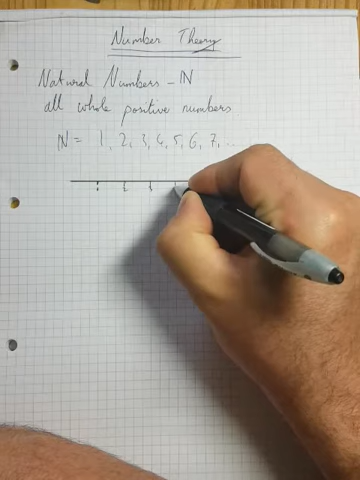 Number Theory
Natural Numbers - ℕ
all whole positive numbers
ℕ = 1, 2, 3, 4, 5, 6, 7, ...